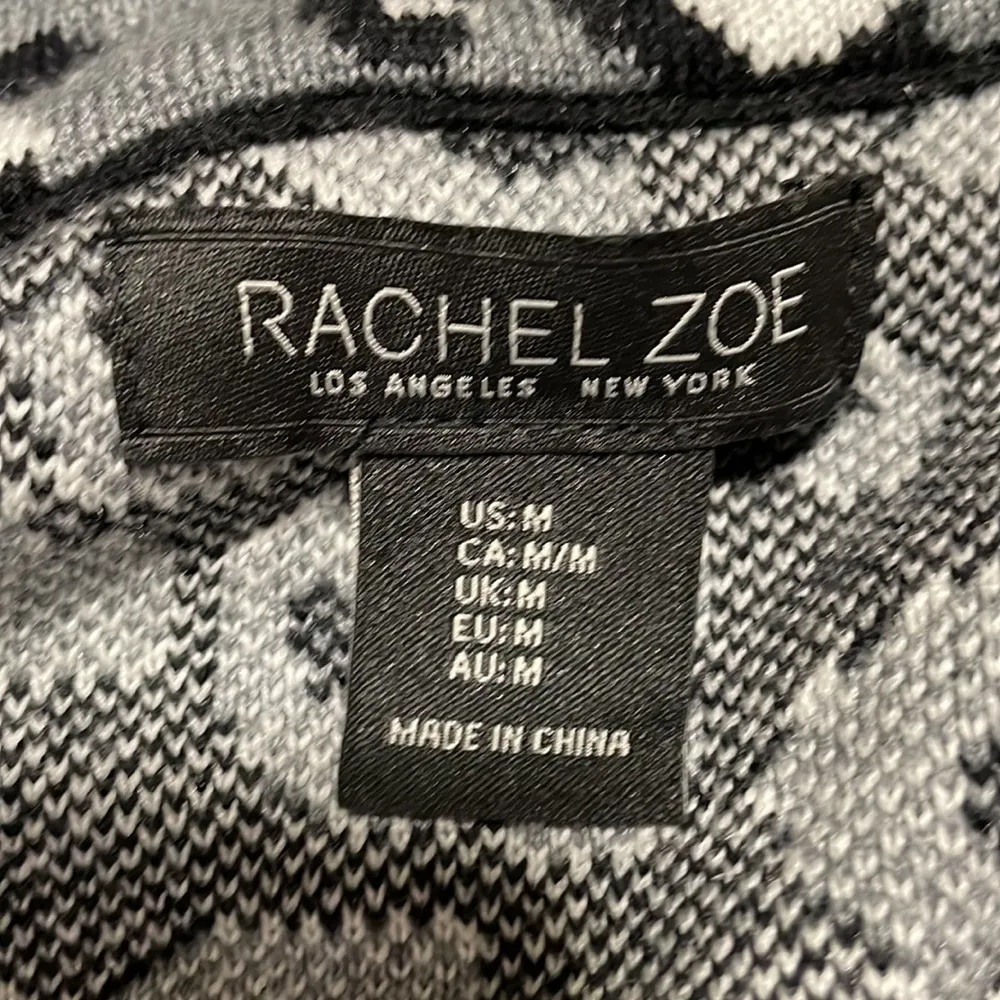 RACHEL ZOE
LOS ANGELES NEW YORK
US: M
CA: M/M
UK: M
EU: M
AU: M
MADE IN CHINA